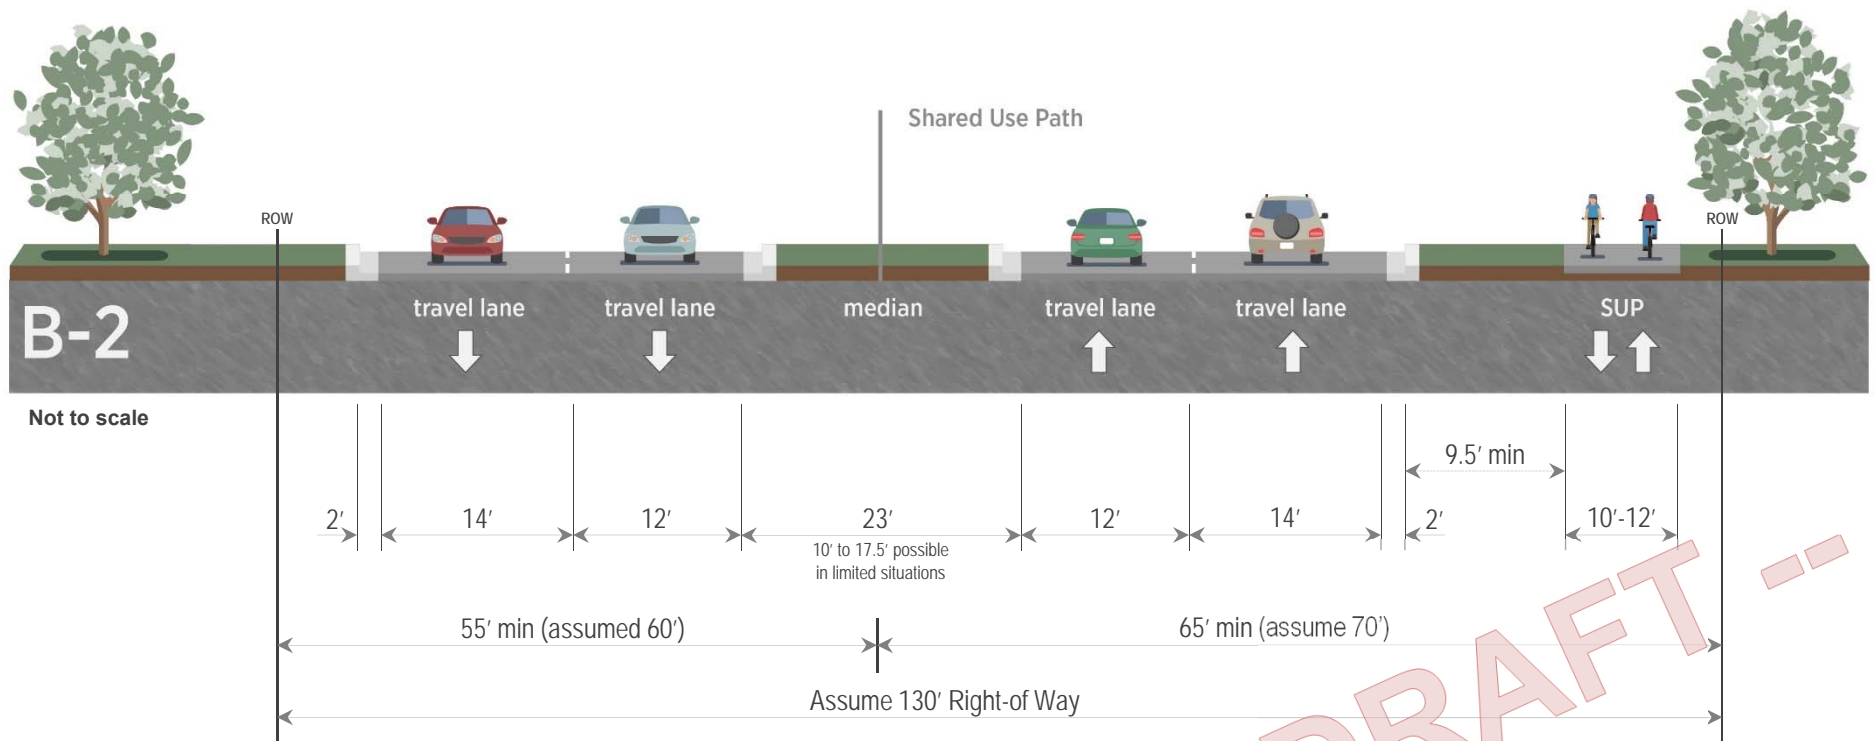 Shared Use Path
ROW
ROW
travel lane
travel lane
median
travel lane
travel lane
SUP
B-2
Not to scale
9.5' min
2'
14'
12'
23'
12'
14'
2'
10'-12'
10' to 17.5' possible
in limited situations
55' min (assumed 60')
65' min (assume 70')
Assume 130' Right-of Way
DRAFT --